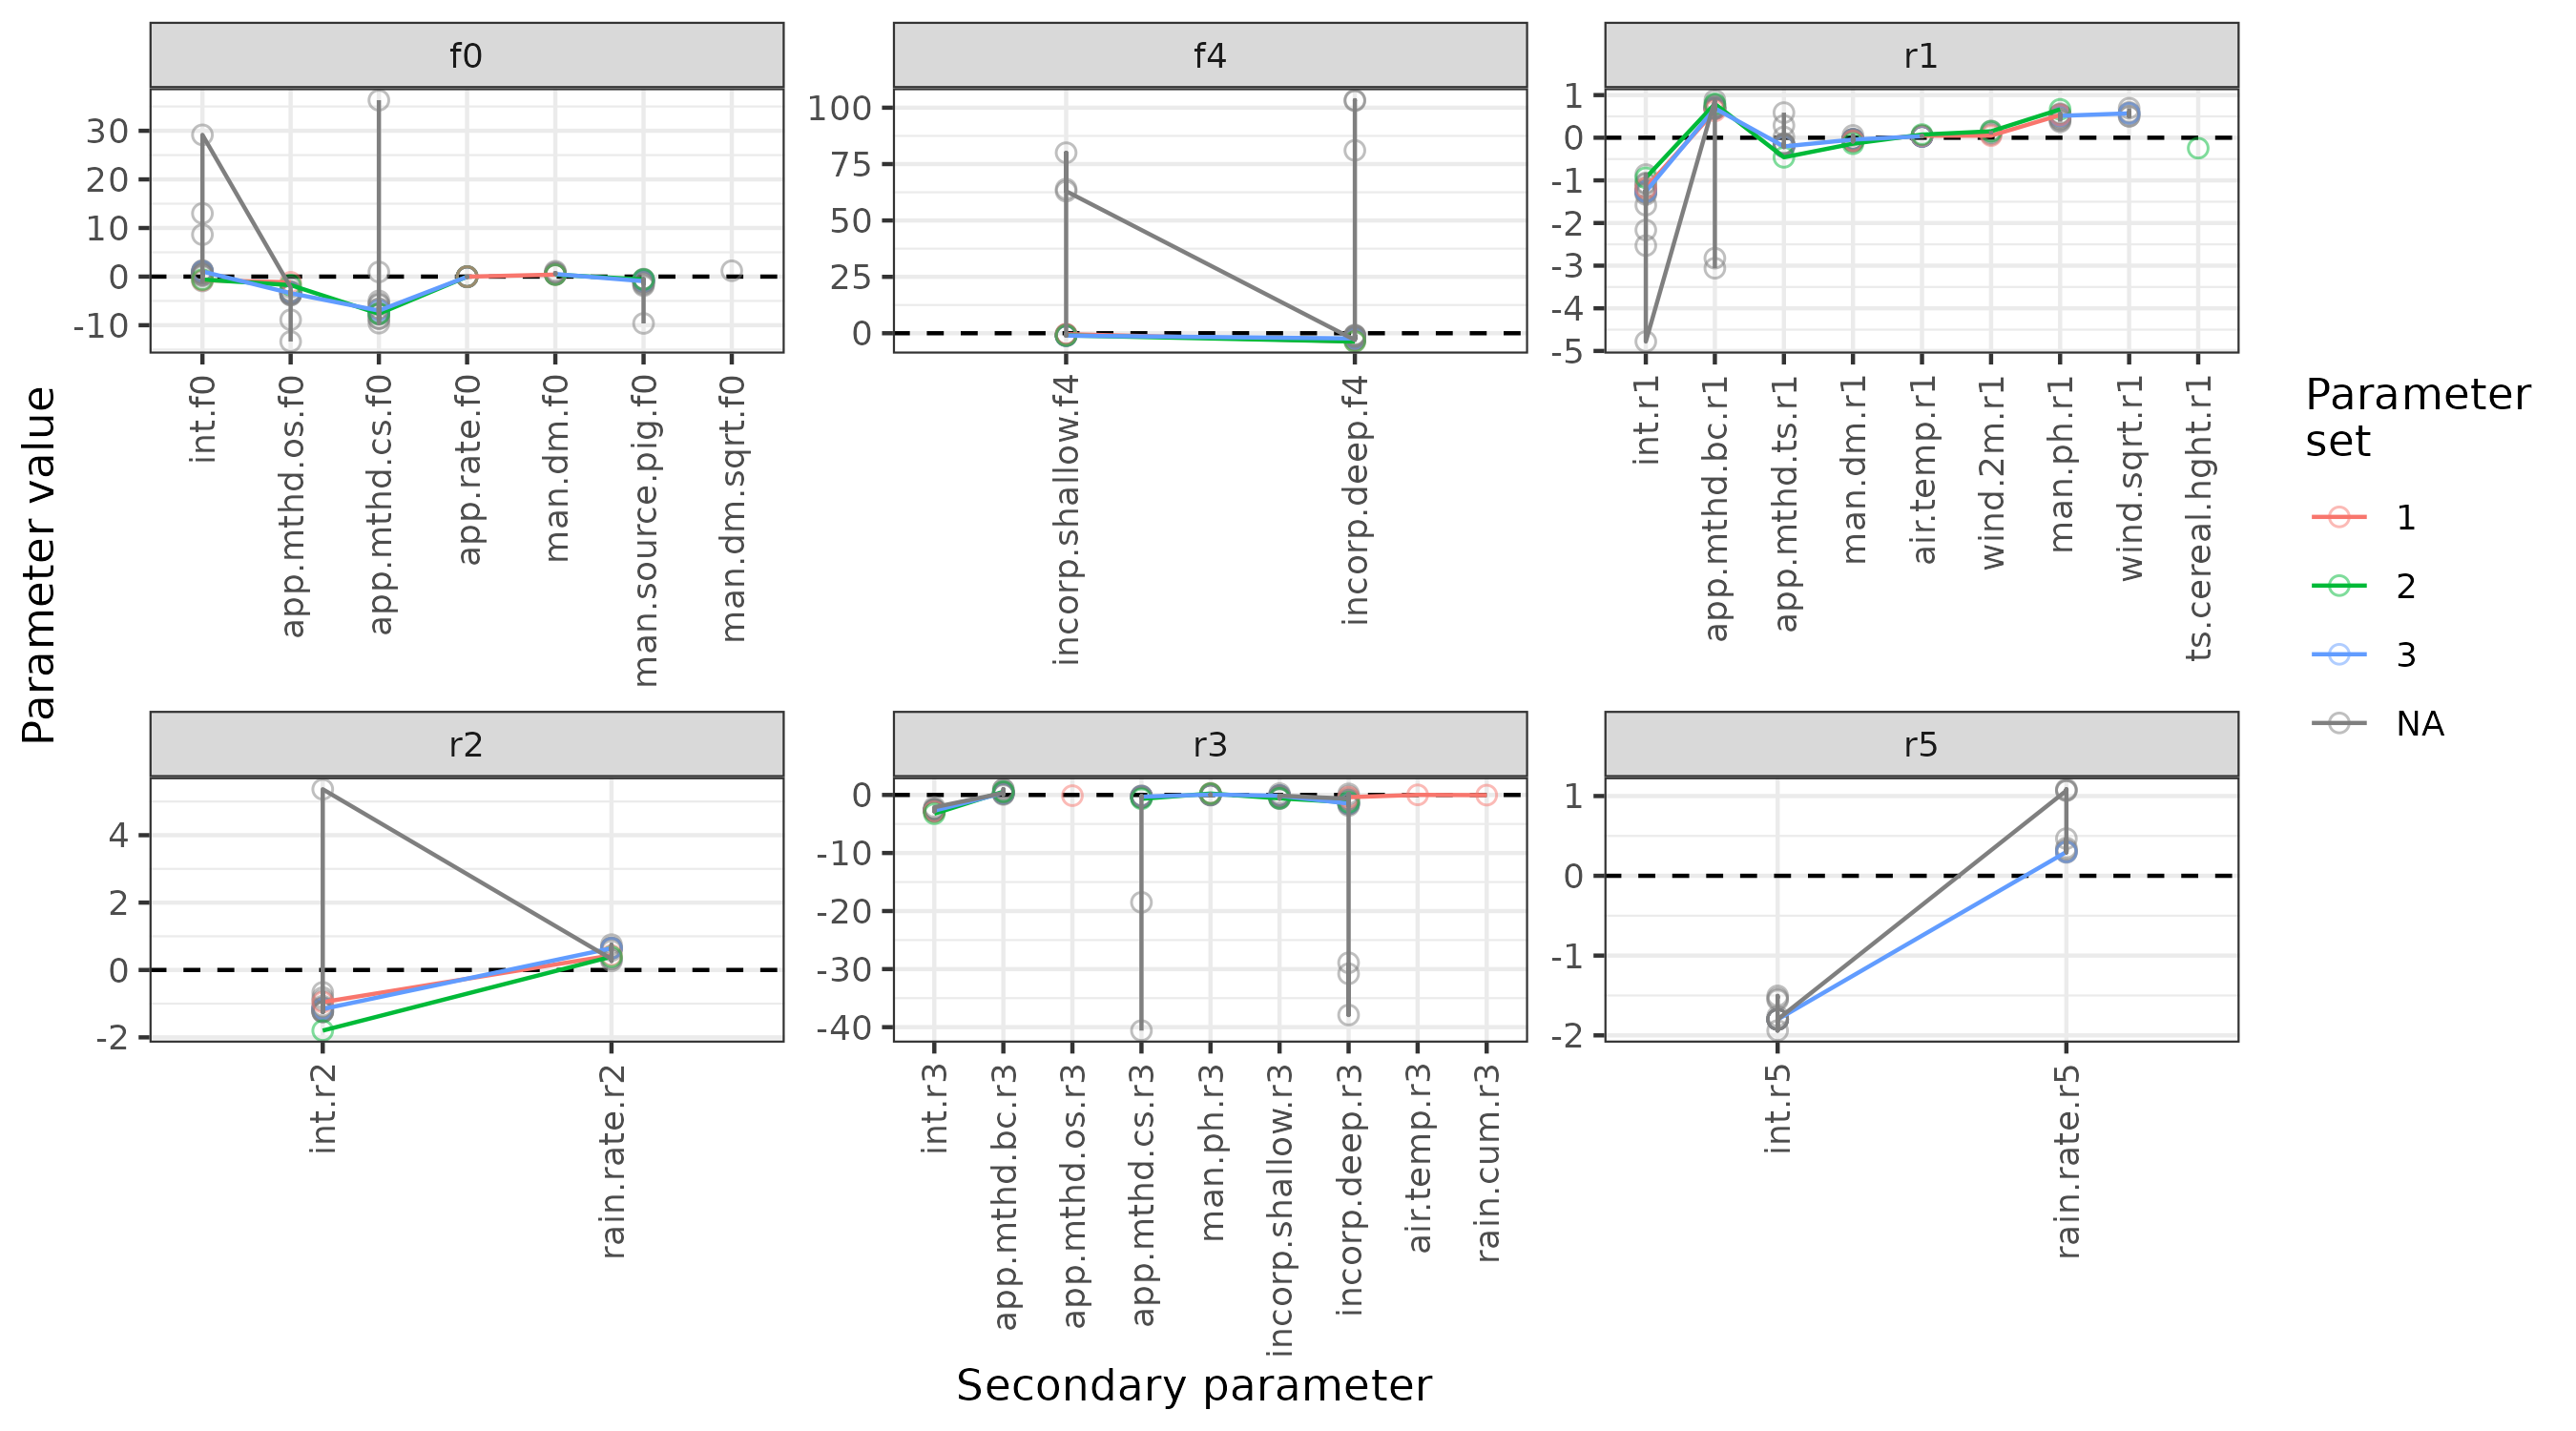 f0
f4
r1
30
20
10
0
-10
100
75
50
25
0
1
0
-1
-2
-3
-4
-5
int.f0
app.mthd.os.f0
app.mthd.cs.f0
app.rate.f0
man.dm.f0
man.source.pig.f0
man.dm.sqrt.f0
incorp.shallow.f4
incorp.deep.f4
int.r1
app.mthd.bc.r1
app.mthd.ts.r1
man.dm.r1
air.temp.r1
wind.2m.r1
man.ph.r1
wind.sqrt.r1
ts.cereal.hght.r1
Parameter value
Parameter
set
1
2
3
NA
r2
r3
r5
4
2
0
-2
0
-10
-20
-30
-40
1
0
-1
-2
int.r2
rain.rate.r2
int.r3
app.mthd.bc.r3
app.mthd.os.r3
app.mthd.cs.r3
man.ph.r3
incorp.shallow.r3
incorp.deep.r3
air.temp.r3
rain.cum.r3
int.r5
rain.rate.r5
Secondary parameter